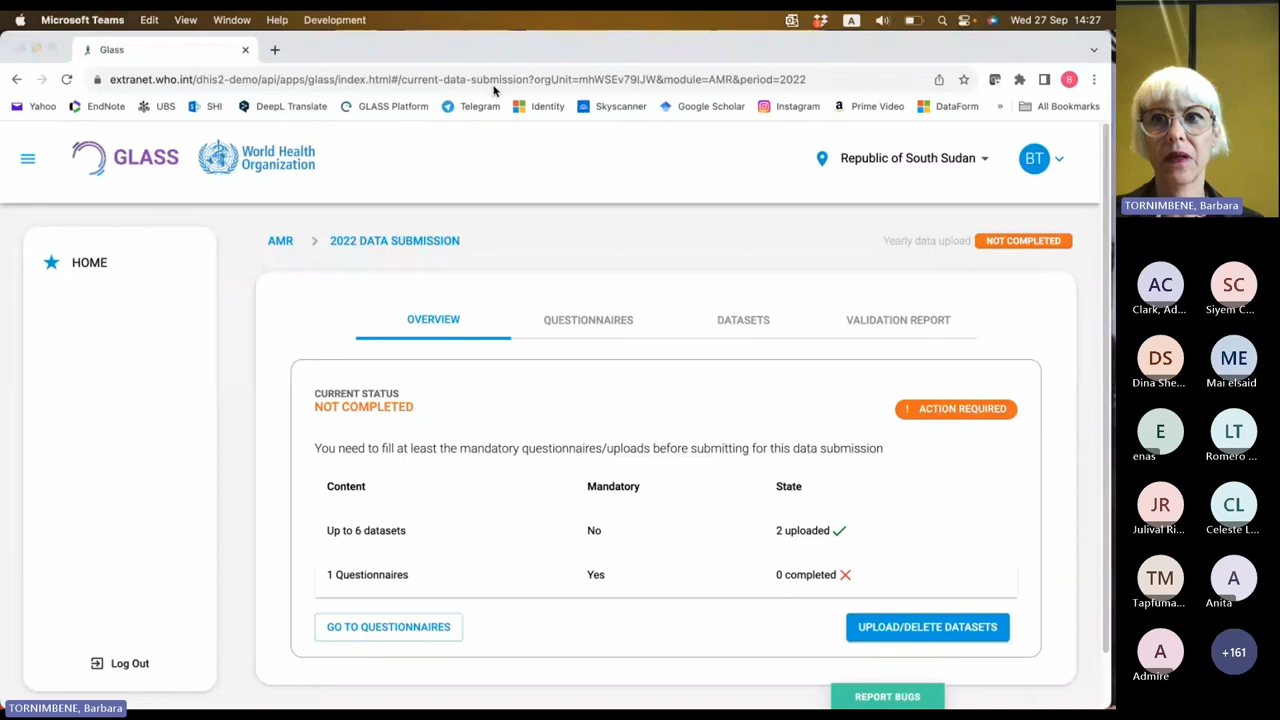 Microsoft Teams Edit View Window Help Development
A
Wed 27 Sep 14:27
Glass
extranet.who.int/dhis2-demo/api/apps/glass/index.html#/current-data-submission?orgUnit=mhWSEv79IJW&module=AMR&period=2022
B
Yahoo EndNote UBS SHI DeepL Translate GLASS Platform Telegram Identity Skyscanner Google Scholar Instagram Prime Video DataForm » All Bookmarks
GLASS
World Health
Organization
Republic of South Sudan
BT
HOME
Log Out
AMR > 2022 DATA SUBMISSION
Yearly data upload NOT COMPLETED
OVERVIEW QUESTIONNAIRES DATASETS VALIDATION REPORT
CURRENT STATUS
NOT COMPLETED
! ACTION REQUIRED
You need to fill at least the mandatory questionnaires/uploads before submitting for this data submission
Content Mandatory State
Up to 6 datasets No 2 uploaded
1 Questionnaires Yes 0 completed
GO TO QUESTIONNAIRES
UPLOAD/DELETE DATASETS
REPORT BUGS
TORNIMBENE, Barbara
TORNIMBENE, Barbara
AC SC
Clark, Ad... Siyem C...
DS ME
Dina She... Mai elsaid
E LT
enas Romero ...
JR CL
Julival Ri... Celeste L...
TM A
Tapfuma... Anita
A +161
Admire